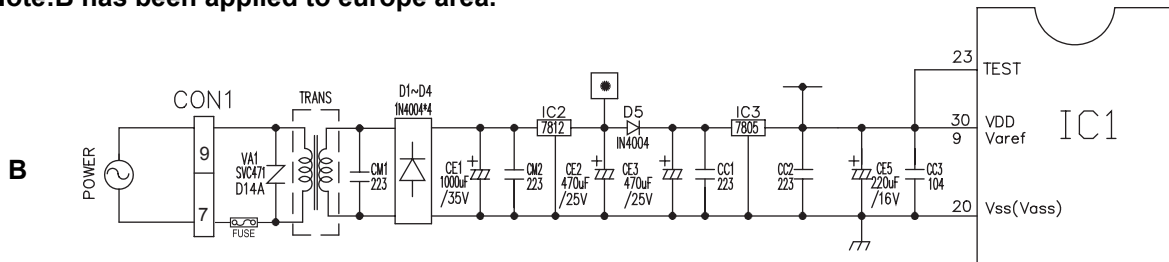 Note:B has been applied to europe area.
B
POWER
CON1
9
7
FUSE
VA1
SVC471
D14A
TRANS
CM1
223
D1~D4
1N4004*4
CE1
1000uF
/35V
CM2
223
IC2
7812
CE2
470uF
/25V
D5
IN4004
CE3
470uF
/25V
CC1
223
IC3
7805
CC2
223
CE5
220uF
/16V
CC3
104
23
TEST
30
VDD
9
Varef
20
Vss(Vass)
IC1